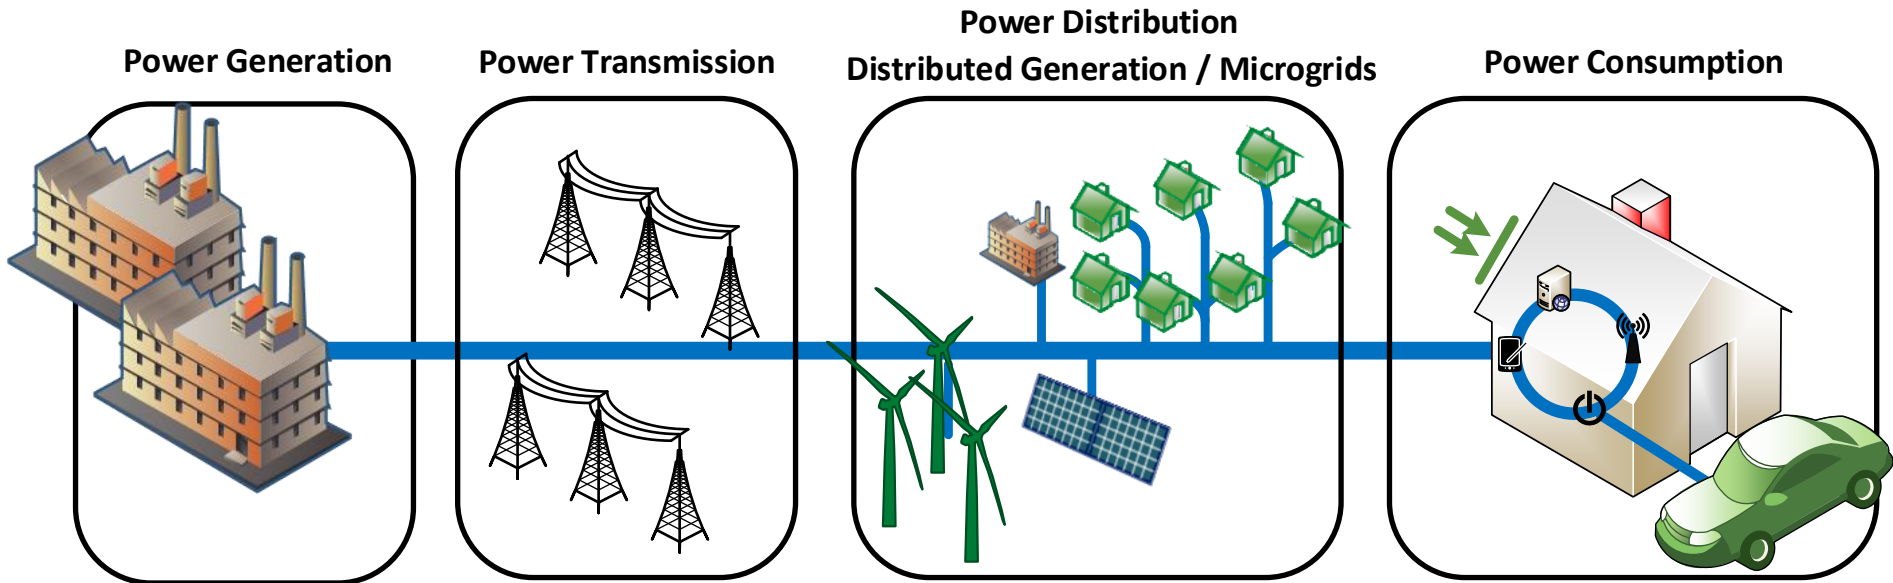 Power Generation
Power Transmission
Power Distribution
Distributed Generation / Microgrids
Power Consumption